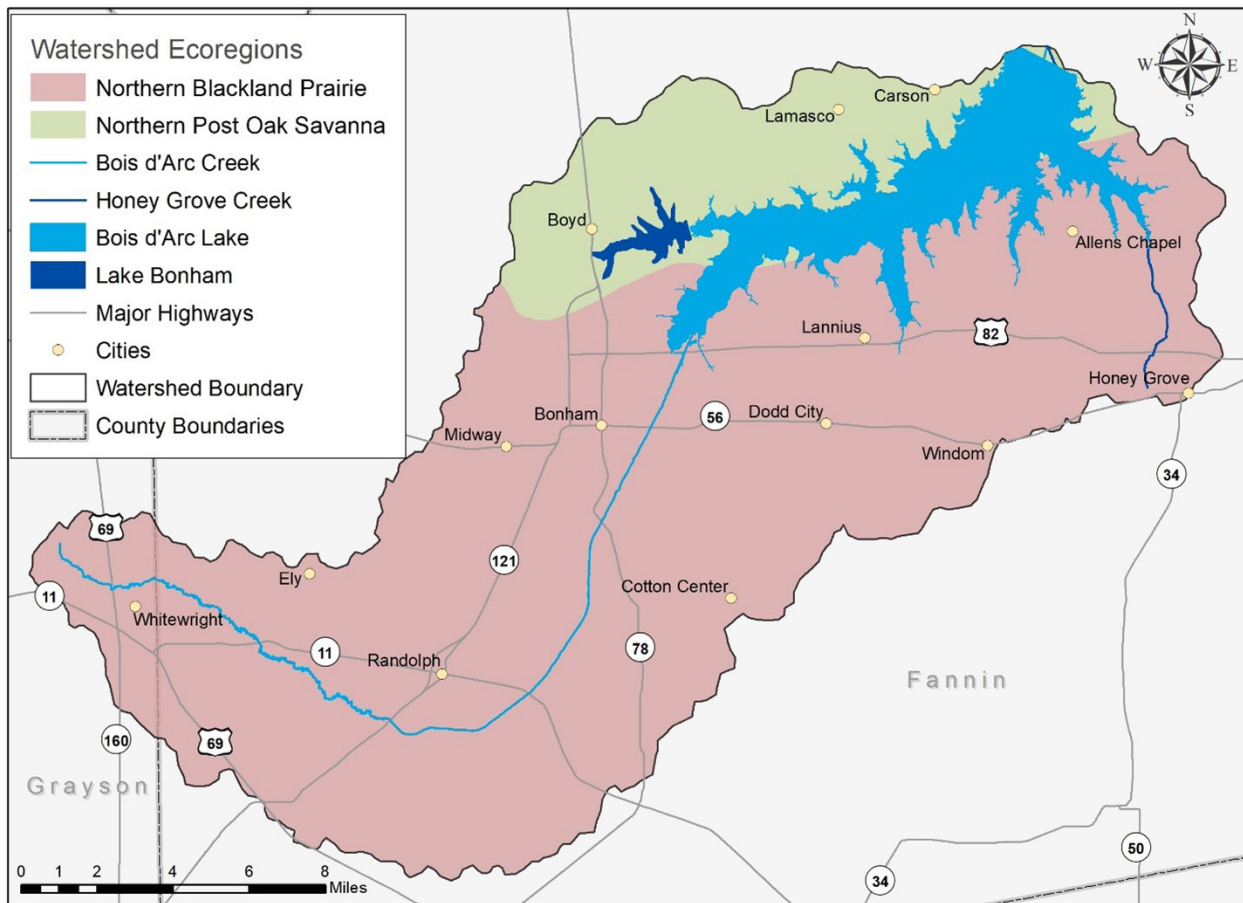 Watershed Ecoregions
Northern Blackland Prairie
Northern Post Oak Savanna
Bois d'Arc Creek
Honey Grove Creek
Bois d'Arc Lake
Lake Bonham
Major Highways
Cities
Watershed Boundary
County Boundaries
N
W E
S
Carson
Lamasco
Boyd
Allens Chapel
Lannius
82
Honey Grove
Bonham
56
Dodd City
Midway
Windom
34
69
121
Ely
Cotton Center
11
Whitewright
11
Randolph
78
Fannin
160
69
Grayson
50
34
0 1 2 4 6 8
Miles